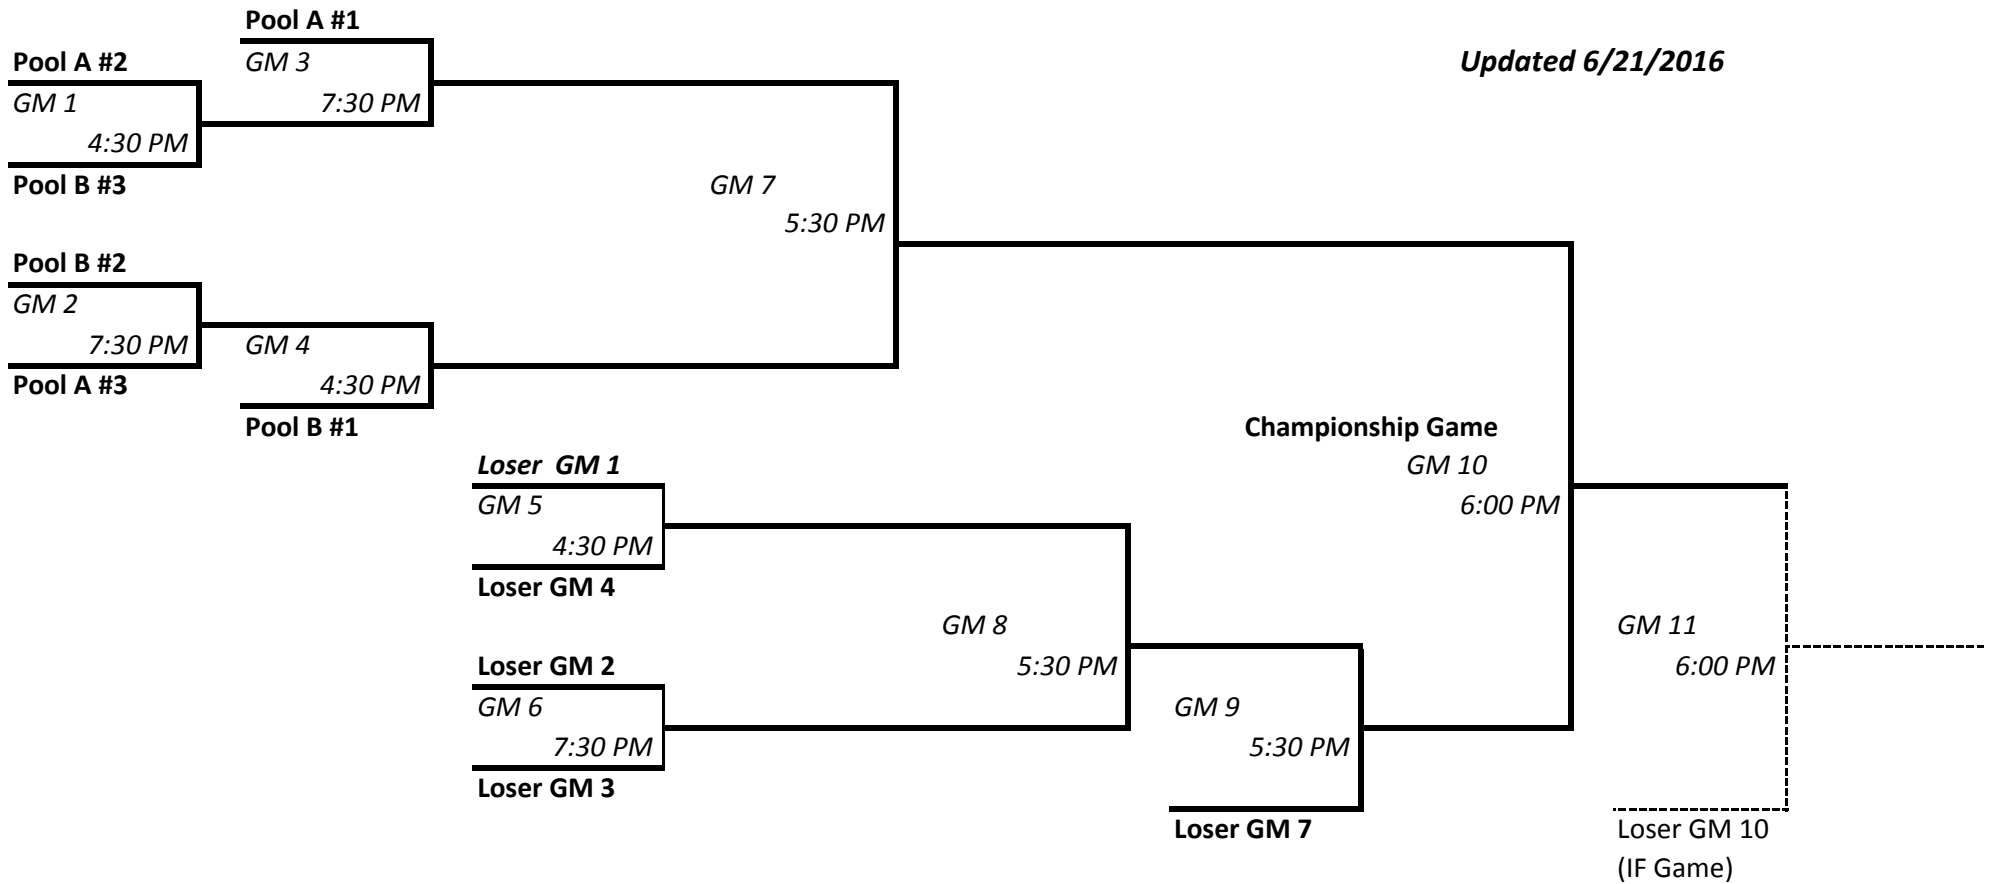 Pool A #1
Pool A #2
GM 3
Updated 6/21/2016
GM 1
7:30 PM
4:30 PM
Pool B #3
GM 7
5:30 PM
Pool B #2
GM 2
7:30 PM
GM 4
Pool A #3
4:30 PM
Pool B #1
Championship Game
Loser  GM 1
GM 10
GM 5
6:00 PM
4:30 PM
Loser GM 4
GM 8
GM 11
Loser GM 2
5:30 PM
6:00 PM
GM 6
GM 9
7:30 PM
5:30 PM
Loser GM 3
Loser GM 7
Loser GM 10
(IF Game)